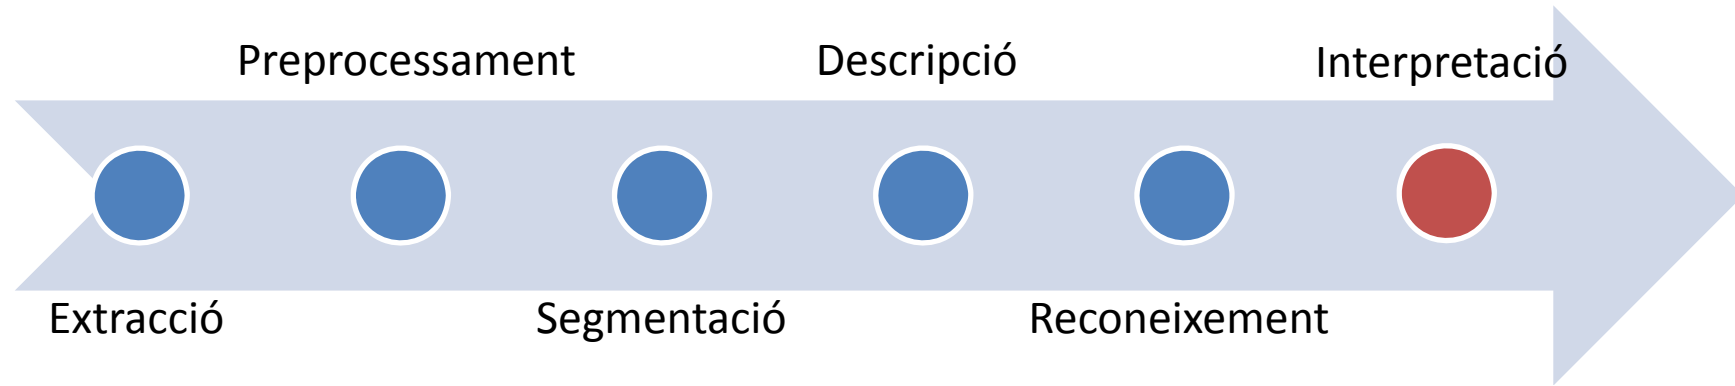 Preprocessament
Descripció
Interpretació
Extracció
Segmentació
Reconeixement